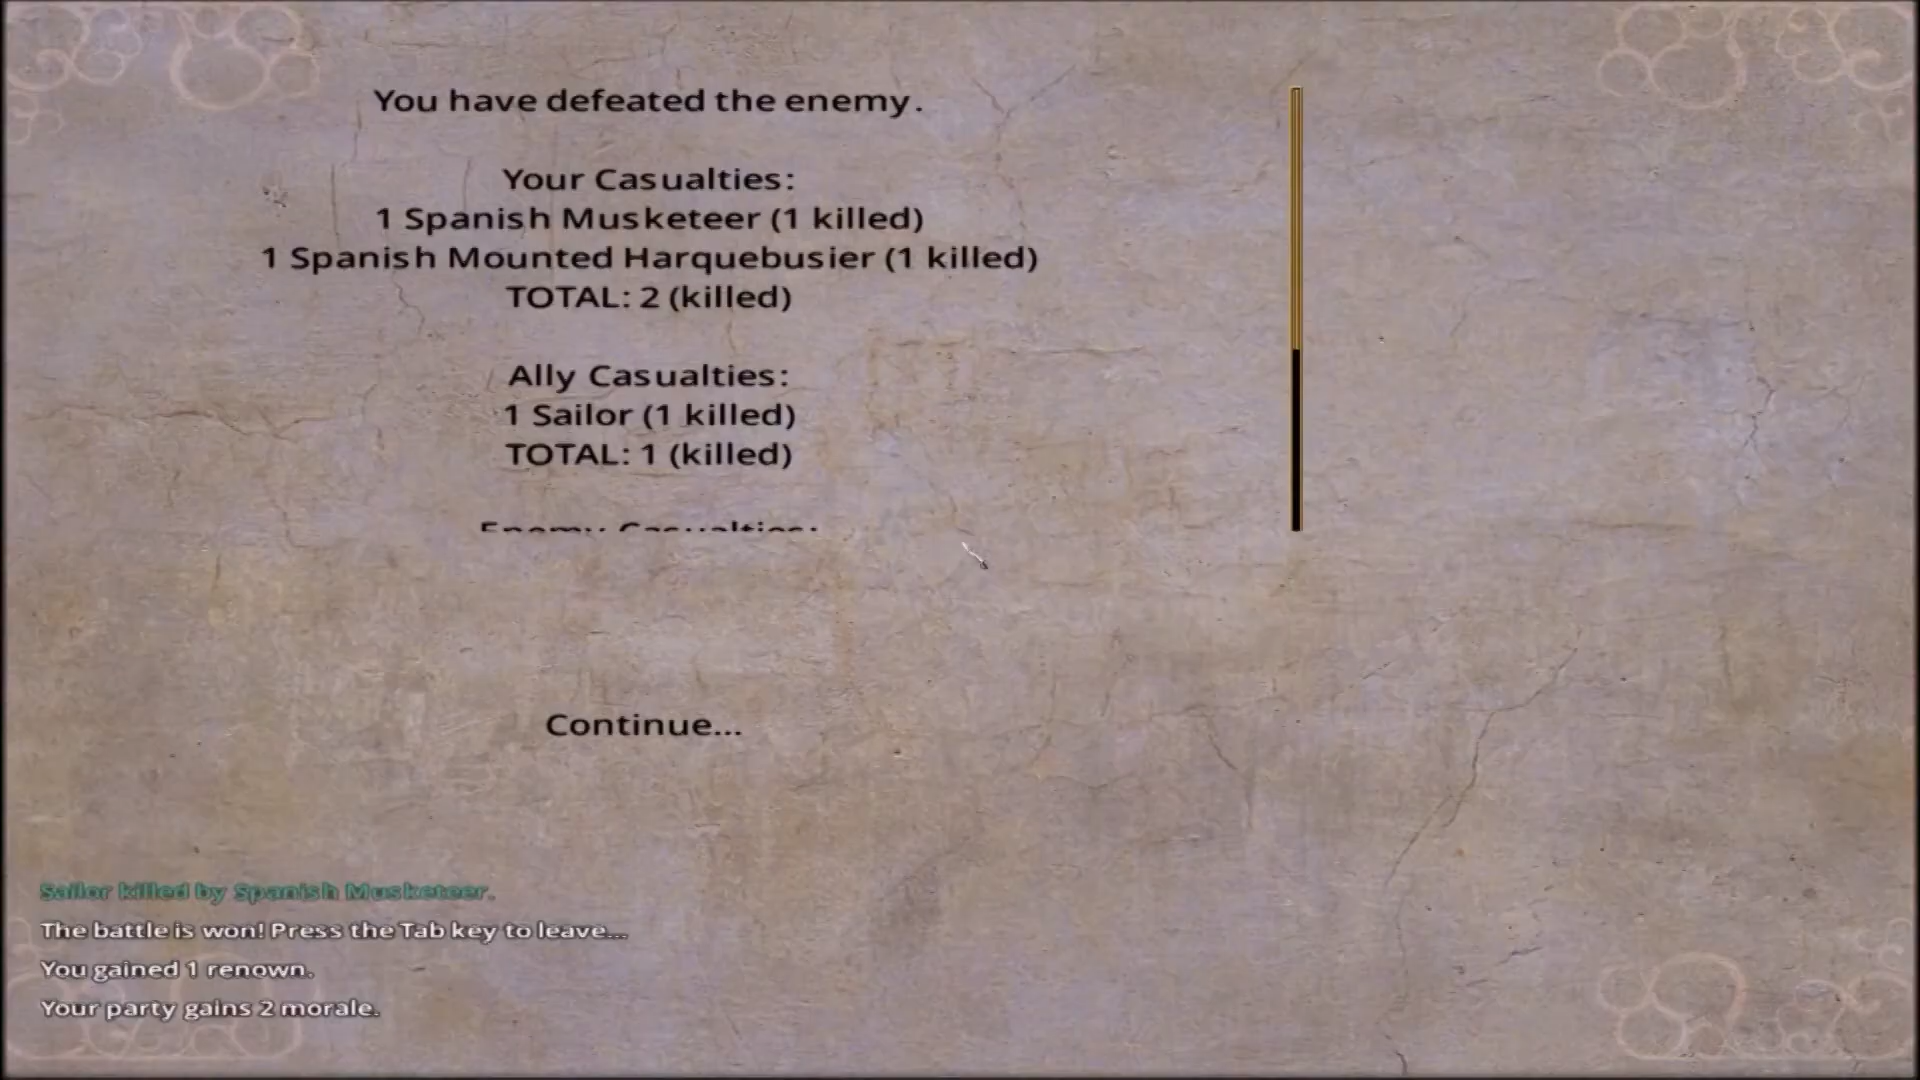 You have defeated the enemy.
Your Casualties:
1 Spanish Musketeer (1 killed)
1 Spanish Mounted Harquebusier (1 killed)
TOTAL: 2 (killed)
Ally Casualties:
1 Sailor (1 killed)
TOTAL: 1 (killed)
Enemy Casualties:
Continue...
Sailor killed by Spanish Musketeer.
The battle is won! Press the Tab key to leave...
You gained 1 renown.
Your party gains 2 morale.